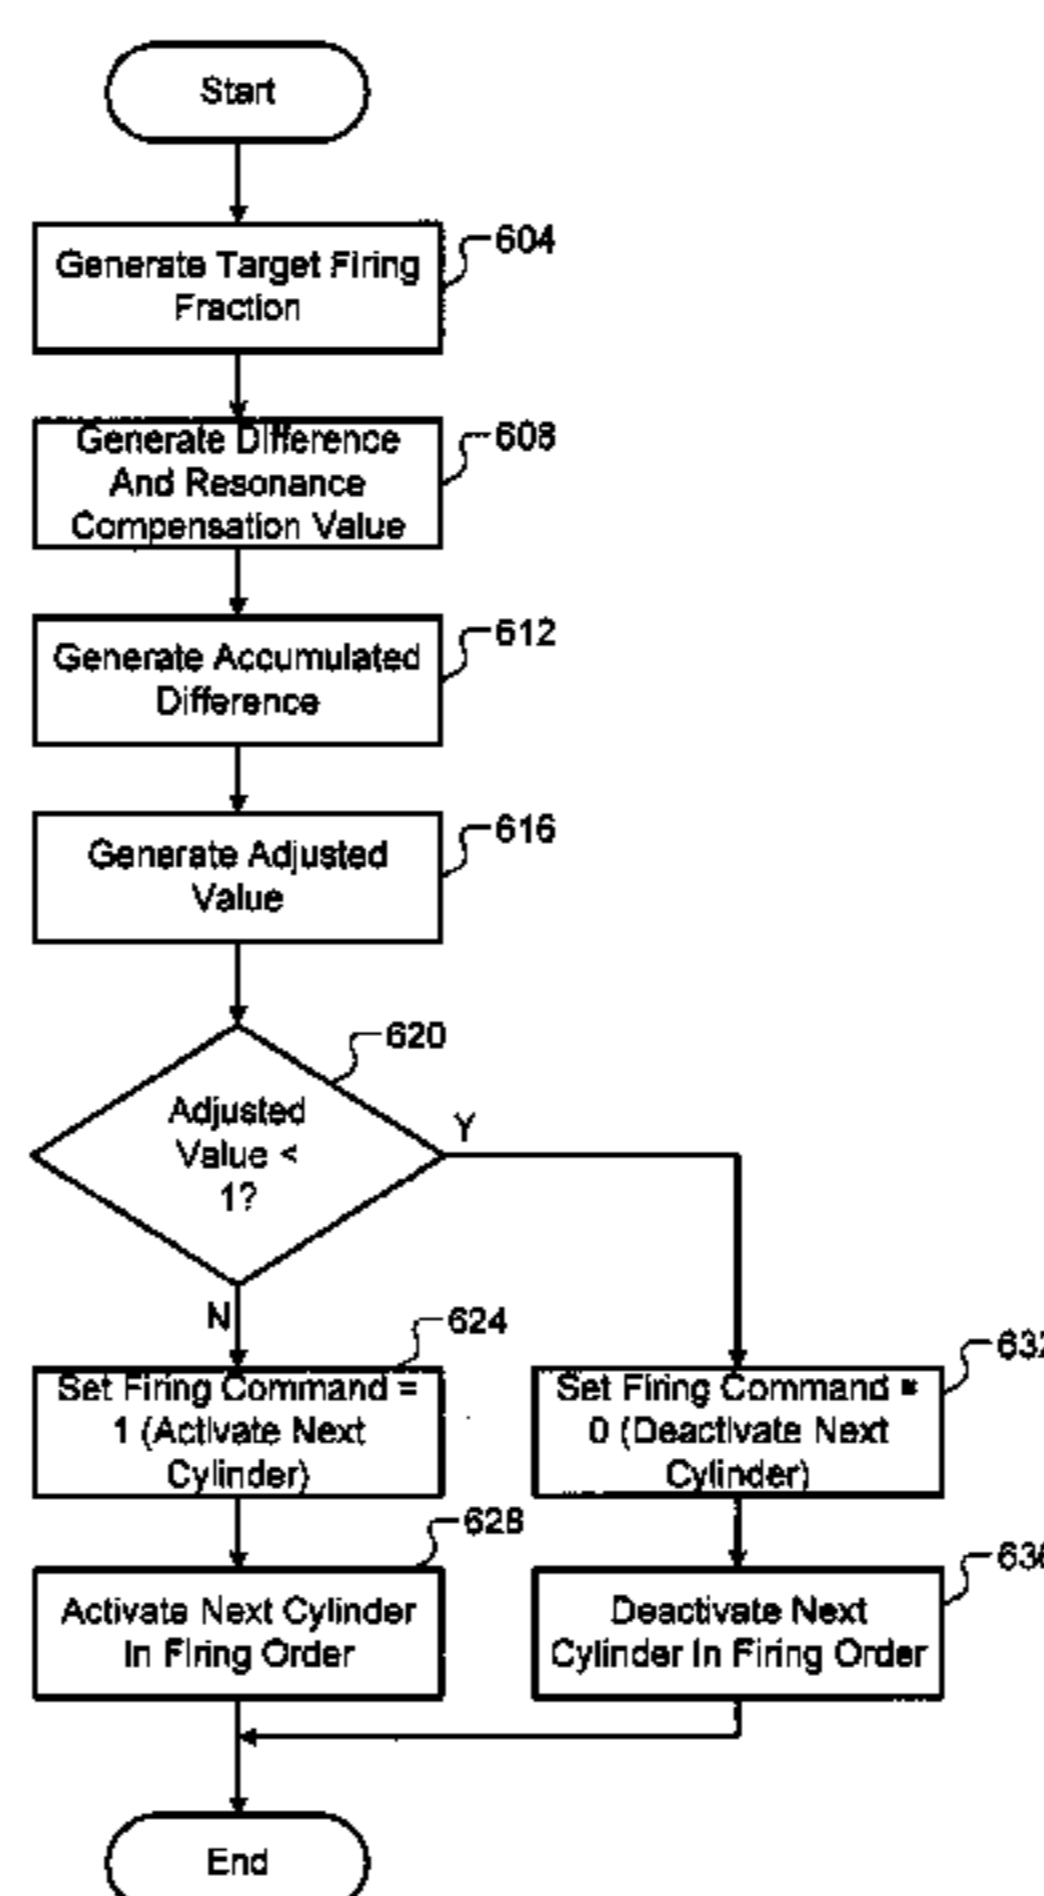 Start
Generate Target Firing
Fraction
604
Generate Difference
And Resonance
Compensation Value
608
Generate Accumulated
Difference
612
Generate Adjusted
Value
616
620
Adjusted
Value <
1?
Y
N
624
Set Firing Command =
1 (Activate Next
Cylinder)
632
Set Firing Command =
0 (Deactivate Next
Cylinder)
628
Activate Next Cylinder
In Firing Order
636
Deactivate Next
Cylinder In Firing Order
End